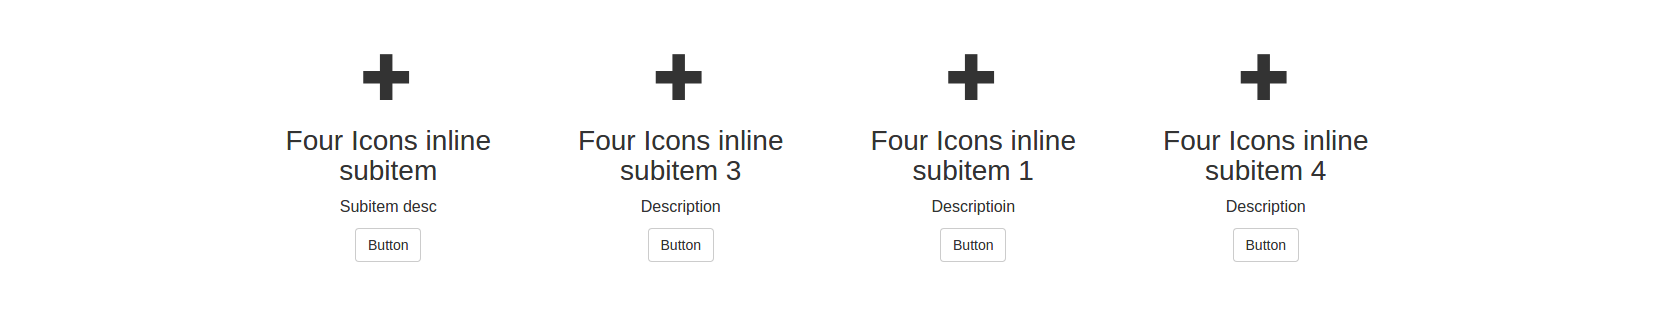 Four Icons inline
subitem
Subitem desc
Button
Four Icons inline
subitem 3
Description
Button
Four Icons inline
subitem 1
Descriptioin
Button
Four Icons inline
subitem 4
Description
Button